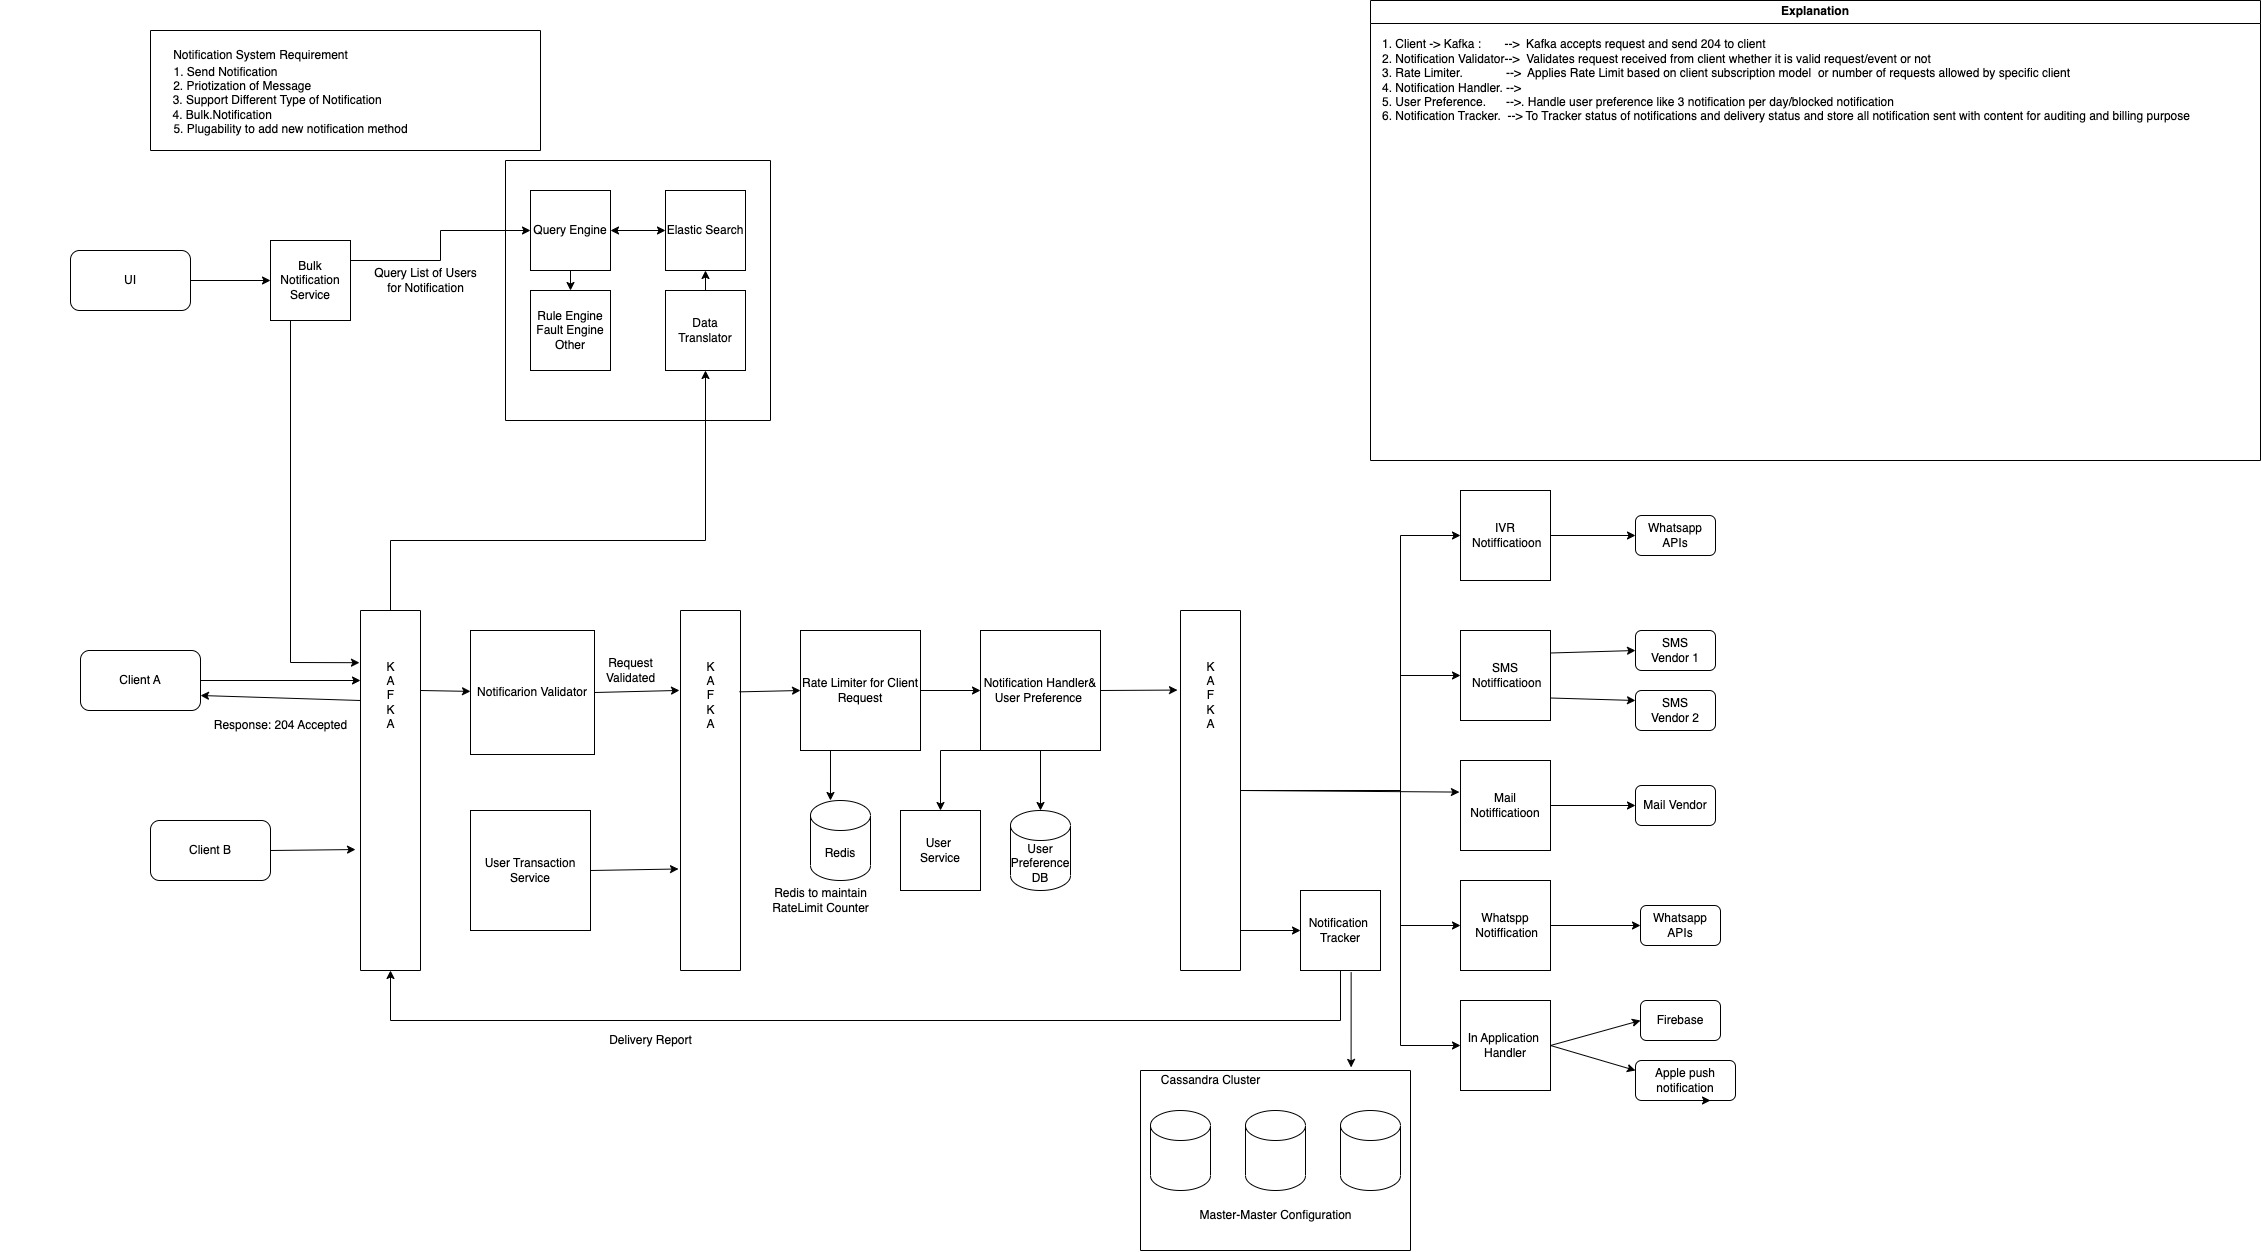 Explanation
1. Client -> Kafka :       -->  Kafka accepts request and send 204 to client
2. Notification Validator-->  Validates request received from client whether it is valid request/event or not
3. Rate Limiter.             -->  Applies Rate Limit based on client subscription model  or number of requests allowed by specific client
4. Notification Handler. -->
5. User Preference.      -->. Handle user preference like 3 notification per day/blocked notification
6. Notification Tracker.  --> To Tracker status of notifications and delivery status and store all notification sent with content for auditing and billing purpose
Notification System Requirement
1. Send Notification
2. Priotization of Message
3. Support Different Type of Notification
4. Bulk.Notification
5. Plugability to add new notification method
Query Engine
Elastic Search
Rule Engine
Fault Engine
Other
Data
Translator
UI
Bulk
Notification
Service
Query List of Users
for Notification
Client A
Response: 204 Accepted
Client B
K
A
F
K
A
Notificarion Validator
Request
Validated
User Transaction
Service
K
A
F
K
A
Rate Limiter for Client
Request
Redis
Redis to maintain
RateLimit Counter
Notification Handler&
User Preference
User
Service
User
Preference
DB
K
A
F
K
A
Notification
Tracker
Delivery Report
Cassandra Cluster
Master-Master Configuration
IVR
Notifficatioon
Whatsapp
APIs
SMS
Notifficatioon
SMS
Vendor 1
SMS
Vendor 2
Mail
Notifficatioon
Mail Vendor
Whatspp
Notiffication
Whatsapp
APIs
In Application
Handler
Firebase
Apple push
notification